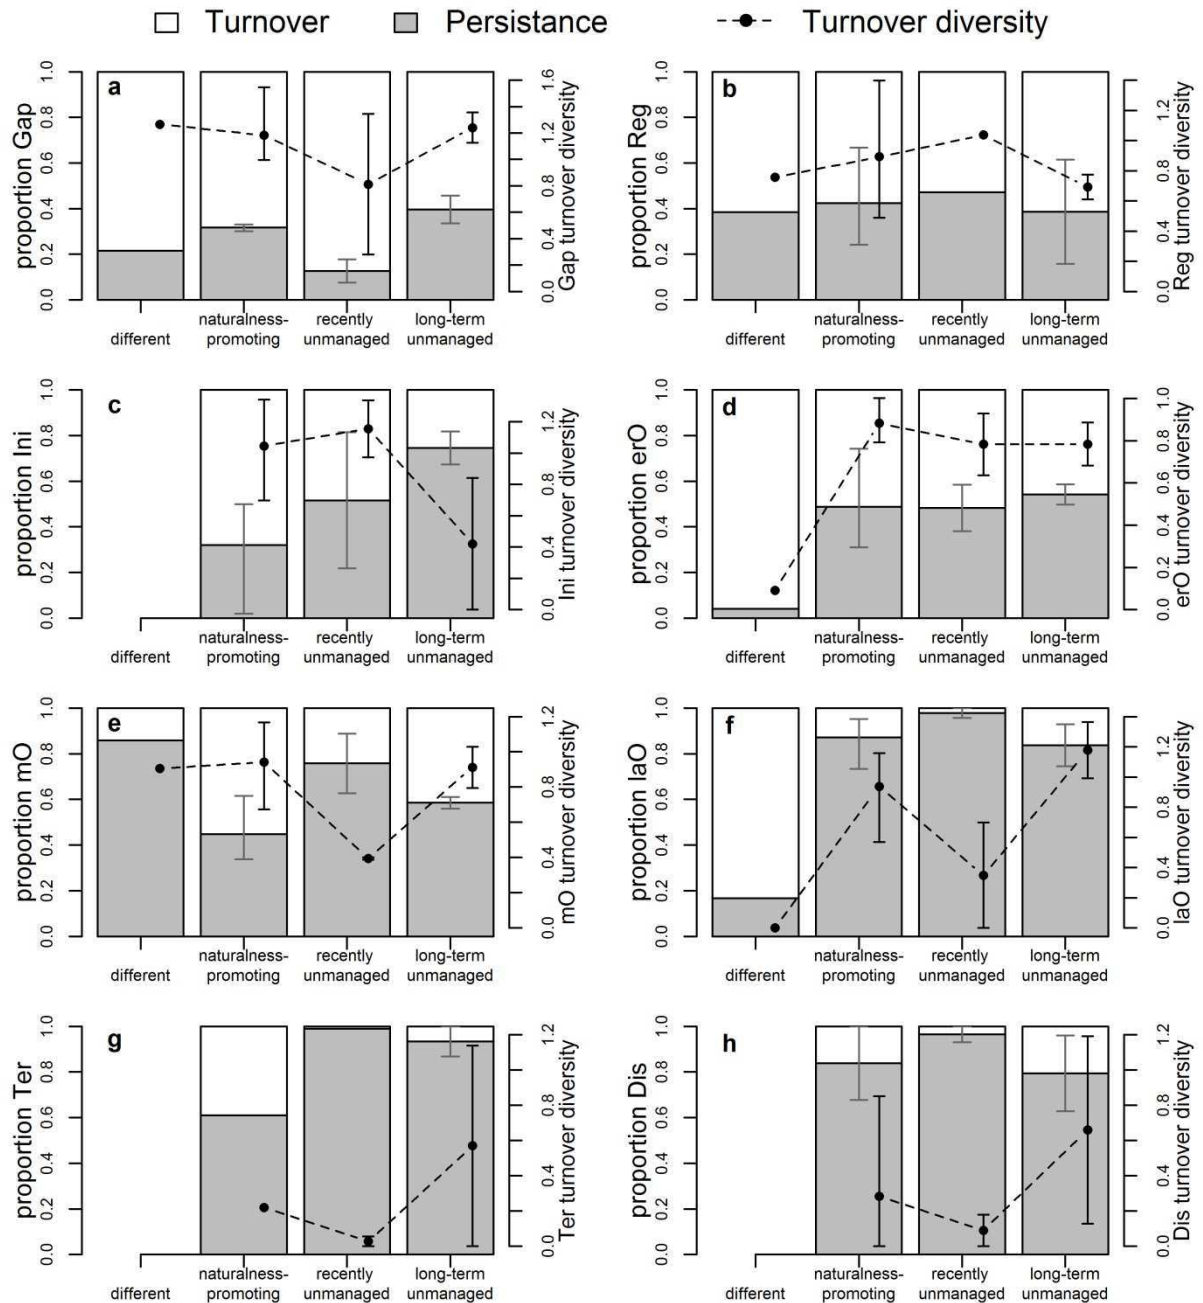 Turnover Persistance Turnover diversity
a
proportion Gap
0.0 0.2 0.4 0.6 0.8 1.0
Gap turnover diversity
0.0 0.4 0.8 1.2 1.6
different naturalness- recently long-term
promoting unmanaged unmanaged
b
proportion Reg
0.0 0.2 0.4 0.6 0.8 1.0
Reg turnover diversity
0.0 0.4 0.8 1.2
different naturalness- recently long-term
promoting unmanaged unmanaged
c
proportion Ini
0.0 0.2 0.4 0.6 0.8 1.0
Ini turnover diversity
0.0 0.4 0.8 1.2
different naturalness- recently long-term
promoting unmanaged unmanaged
d
proportion erO
0.0 0.2 0.4 0.6 0.8 1.0
erO turnover diversity
0.0 0.2 0.4 0.6 0.8 1.0
different naturalness- recently long-term
promoting unmanaged unmanaged
e
proportion mO
0.0 0.2 0.4 0.6 0.8 1.0
mO turnover diversity
0.0 0.4 0.8 1.2
different naturalness- recently long-term
promoting unmanaged unmanaged
f
proportion laO
0.0 0.2 0.4 0.6 0.8 1.0
laO turnover diversity
0.0 0.4 0.8 1.2
different naturalness- recently long-term
promoting unmanaged unmanaged
g
proportion Ter
0.0 0.2 0.4 0.6 0.8 1.0
Ter turnover diversity
0.0 0.4 0.8 1.2
different naturalness- recently long-term
promoting unmanaged unmanaged
h
proportion Dis
0.0 0.2 0.4 0.6 0.8 1.0
Dis turnover diversity
0.0 0.4 0.8 1.2
different naturalness- recently long-term
promoting unmanaged unmanaged